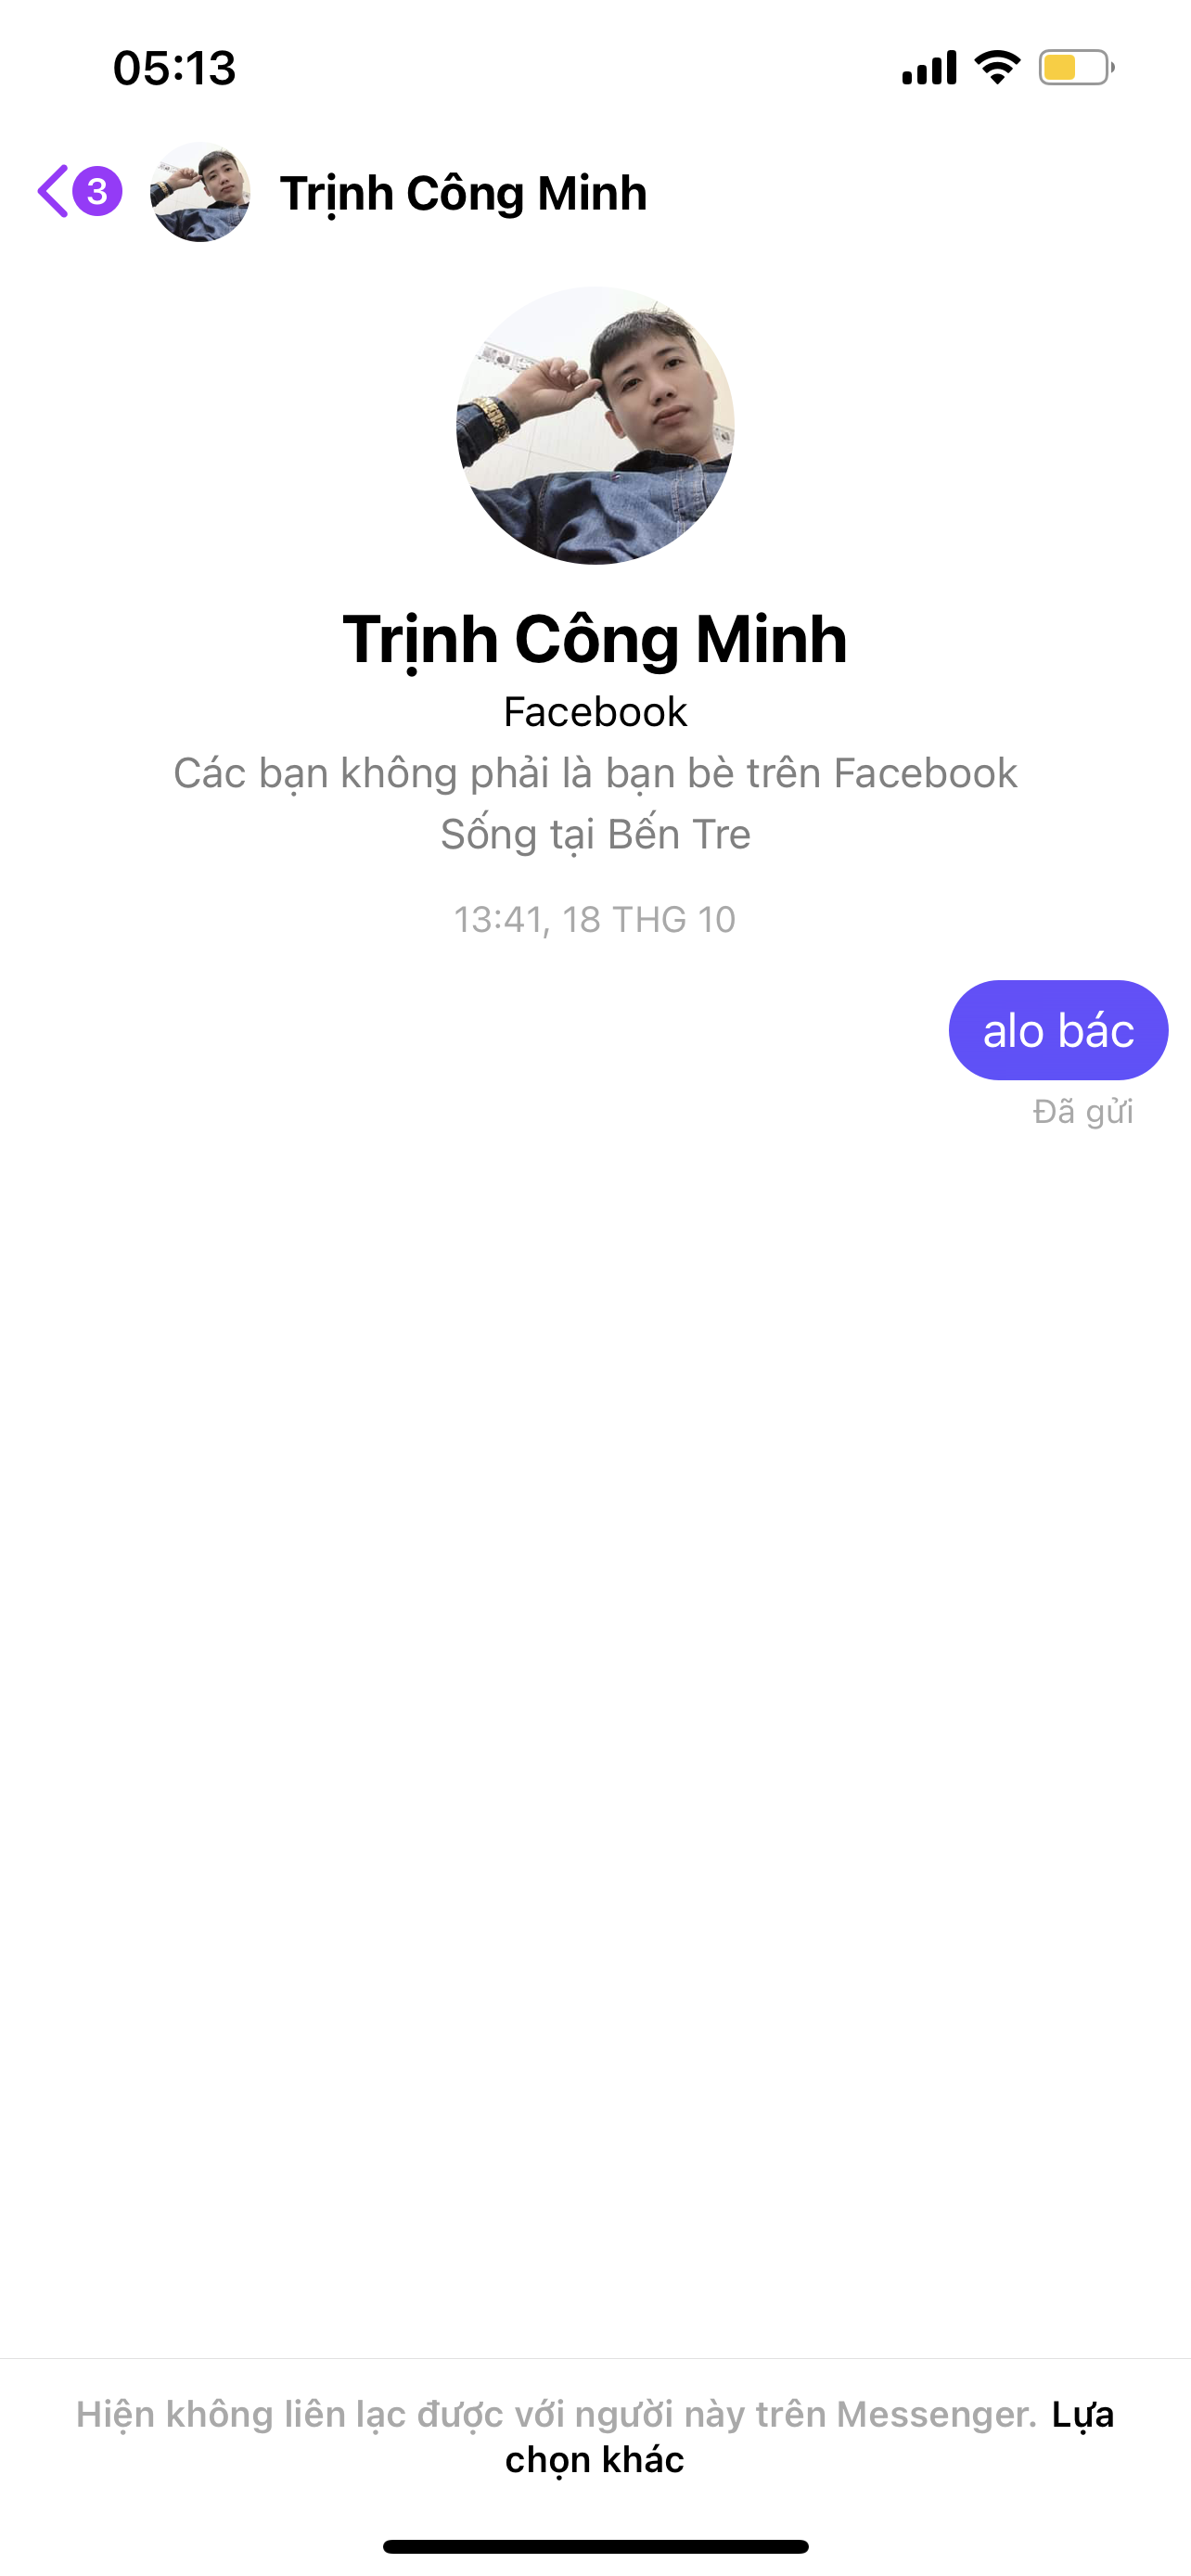 05:13
3
Trịnh Công Minh
Trịnh Công Minh
Facebook
Các bạn không phải là bạn bè trên Facebook
Sống tại Bến Tre
13:41, 18 THG 10
alo bác
Đã gửi
Hiện không liên lạc được với người này trên Messenger. Lựa
chọn khác